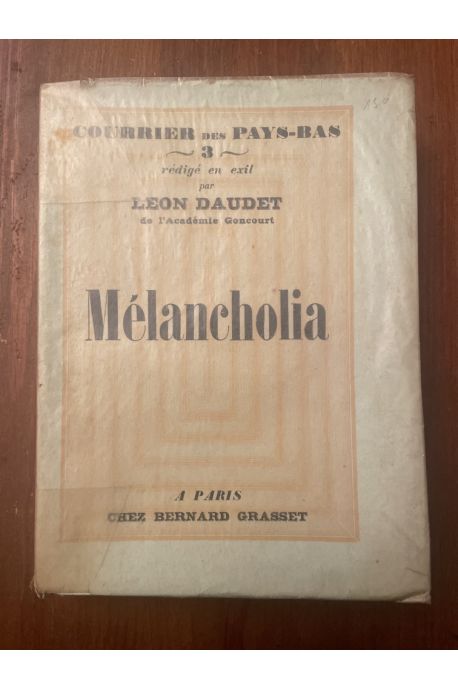 COURRIER DES PAYS-BAS
3
rédigé en exil
par
LÉON DAUDET
de l'Académie Goncourt
Mélancholia
A PARIS
CHEZ BERNARD GRASSET